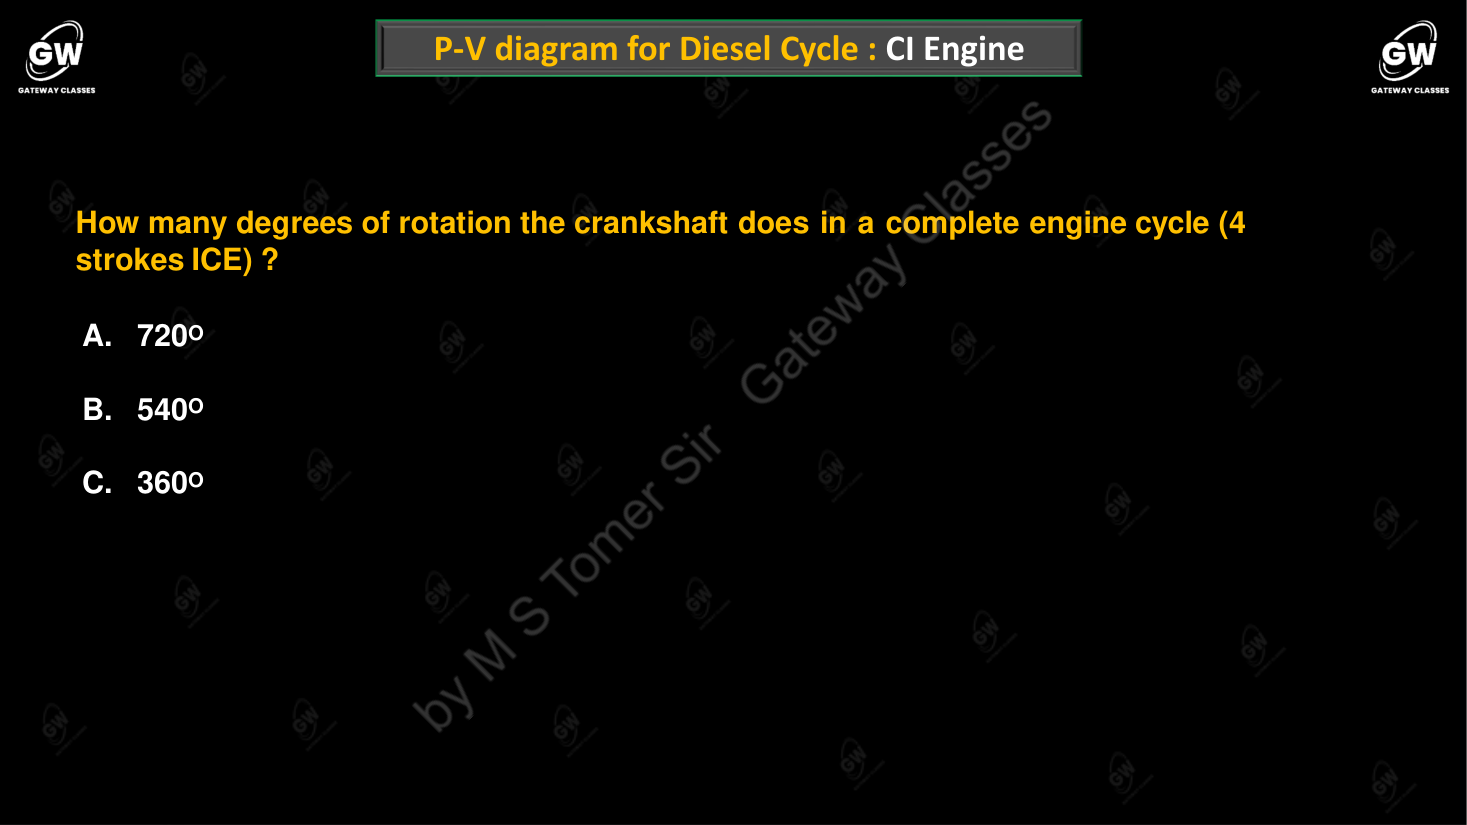 GW
GATEWAY CLASSES
P-V diagram for Diesel Cycle : CI Engine
GW
GATEWAY CLASSES
How many degrees of rotation the crankshaft does in a complete engine cycle (4
strokes ICE) ?
A. 720º
B. 540º
C. 360º
by M S Tomer Sir Gateway Classes